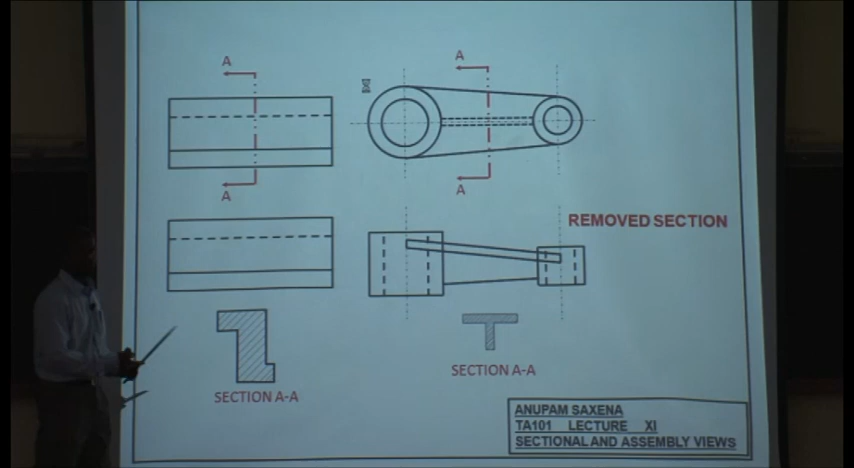 A
A
A
A
REMOVED SECTION
SECTION A-A
SECTION A-A
ANUPAM SAXENA
TA101 LECTURE XI
SECTIONAL AND ASSEMBLY VIEWS